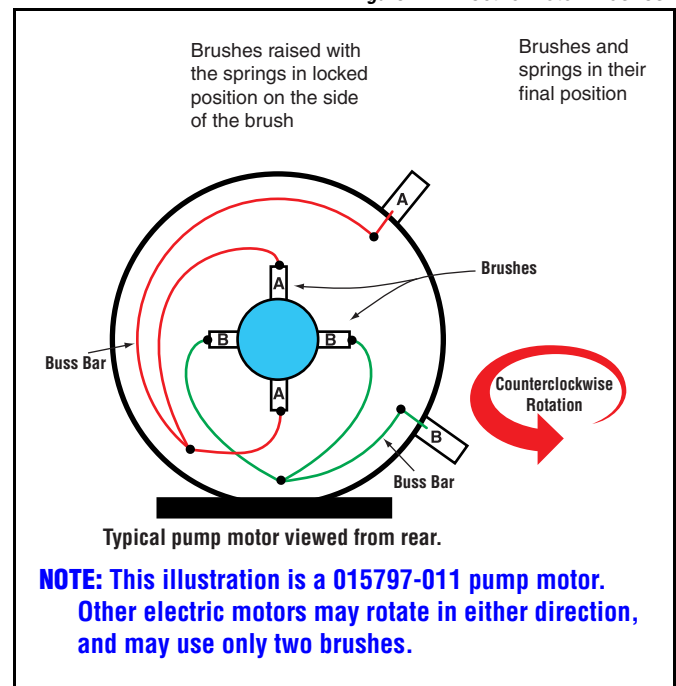 Brushes raised with
the springs in locked
position on the side
of the brush
Brushes and
springs in their
final position
A
A
Brushes
B
B
Buss Bar
A
Counterclockwise
Rotation
B
Buss Bar
Typical pump motor viewed from rear.
NOTE: This illustration is a 015797-011 pump motor.
Other electric motors may rotate in either direction,
and may use only two brushes.